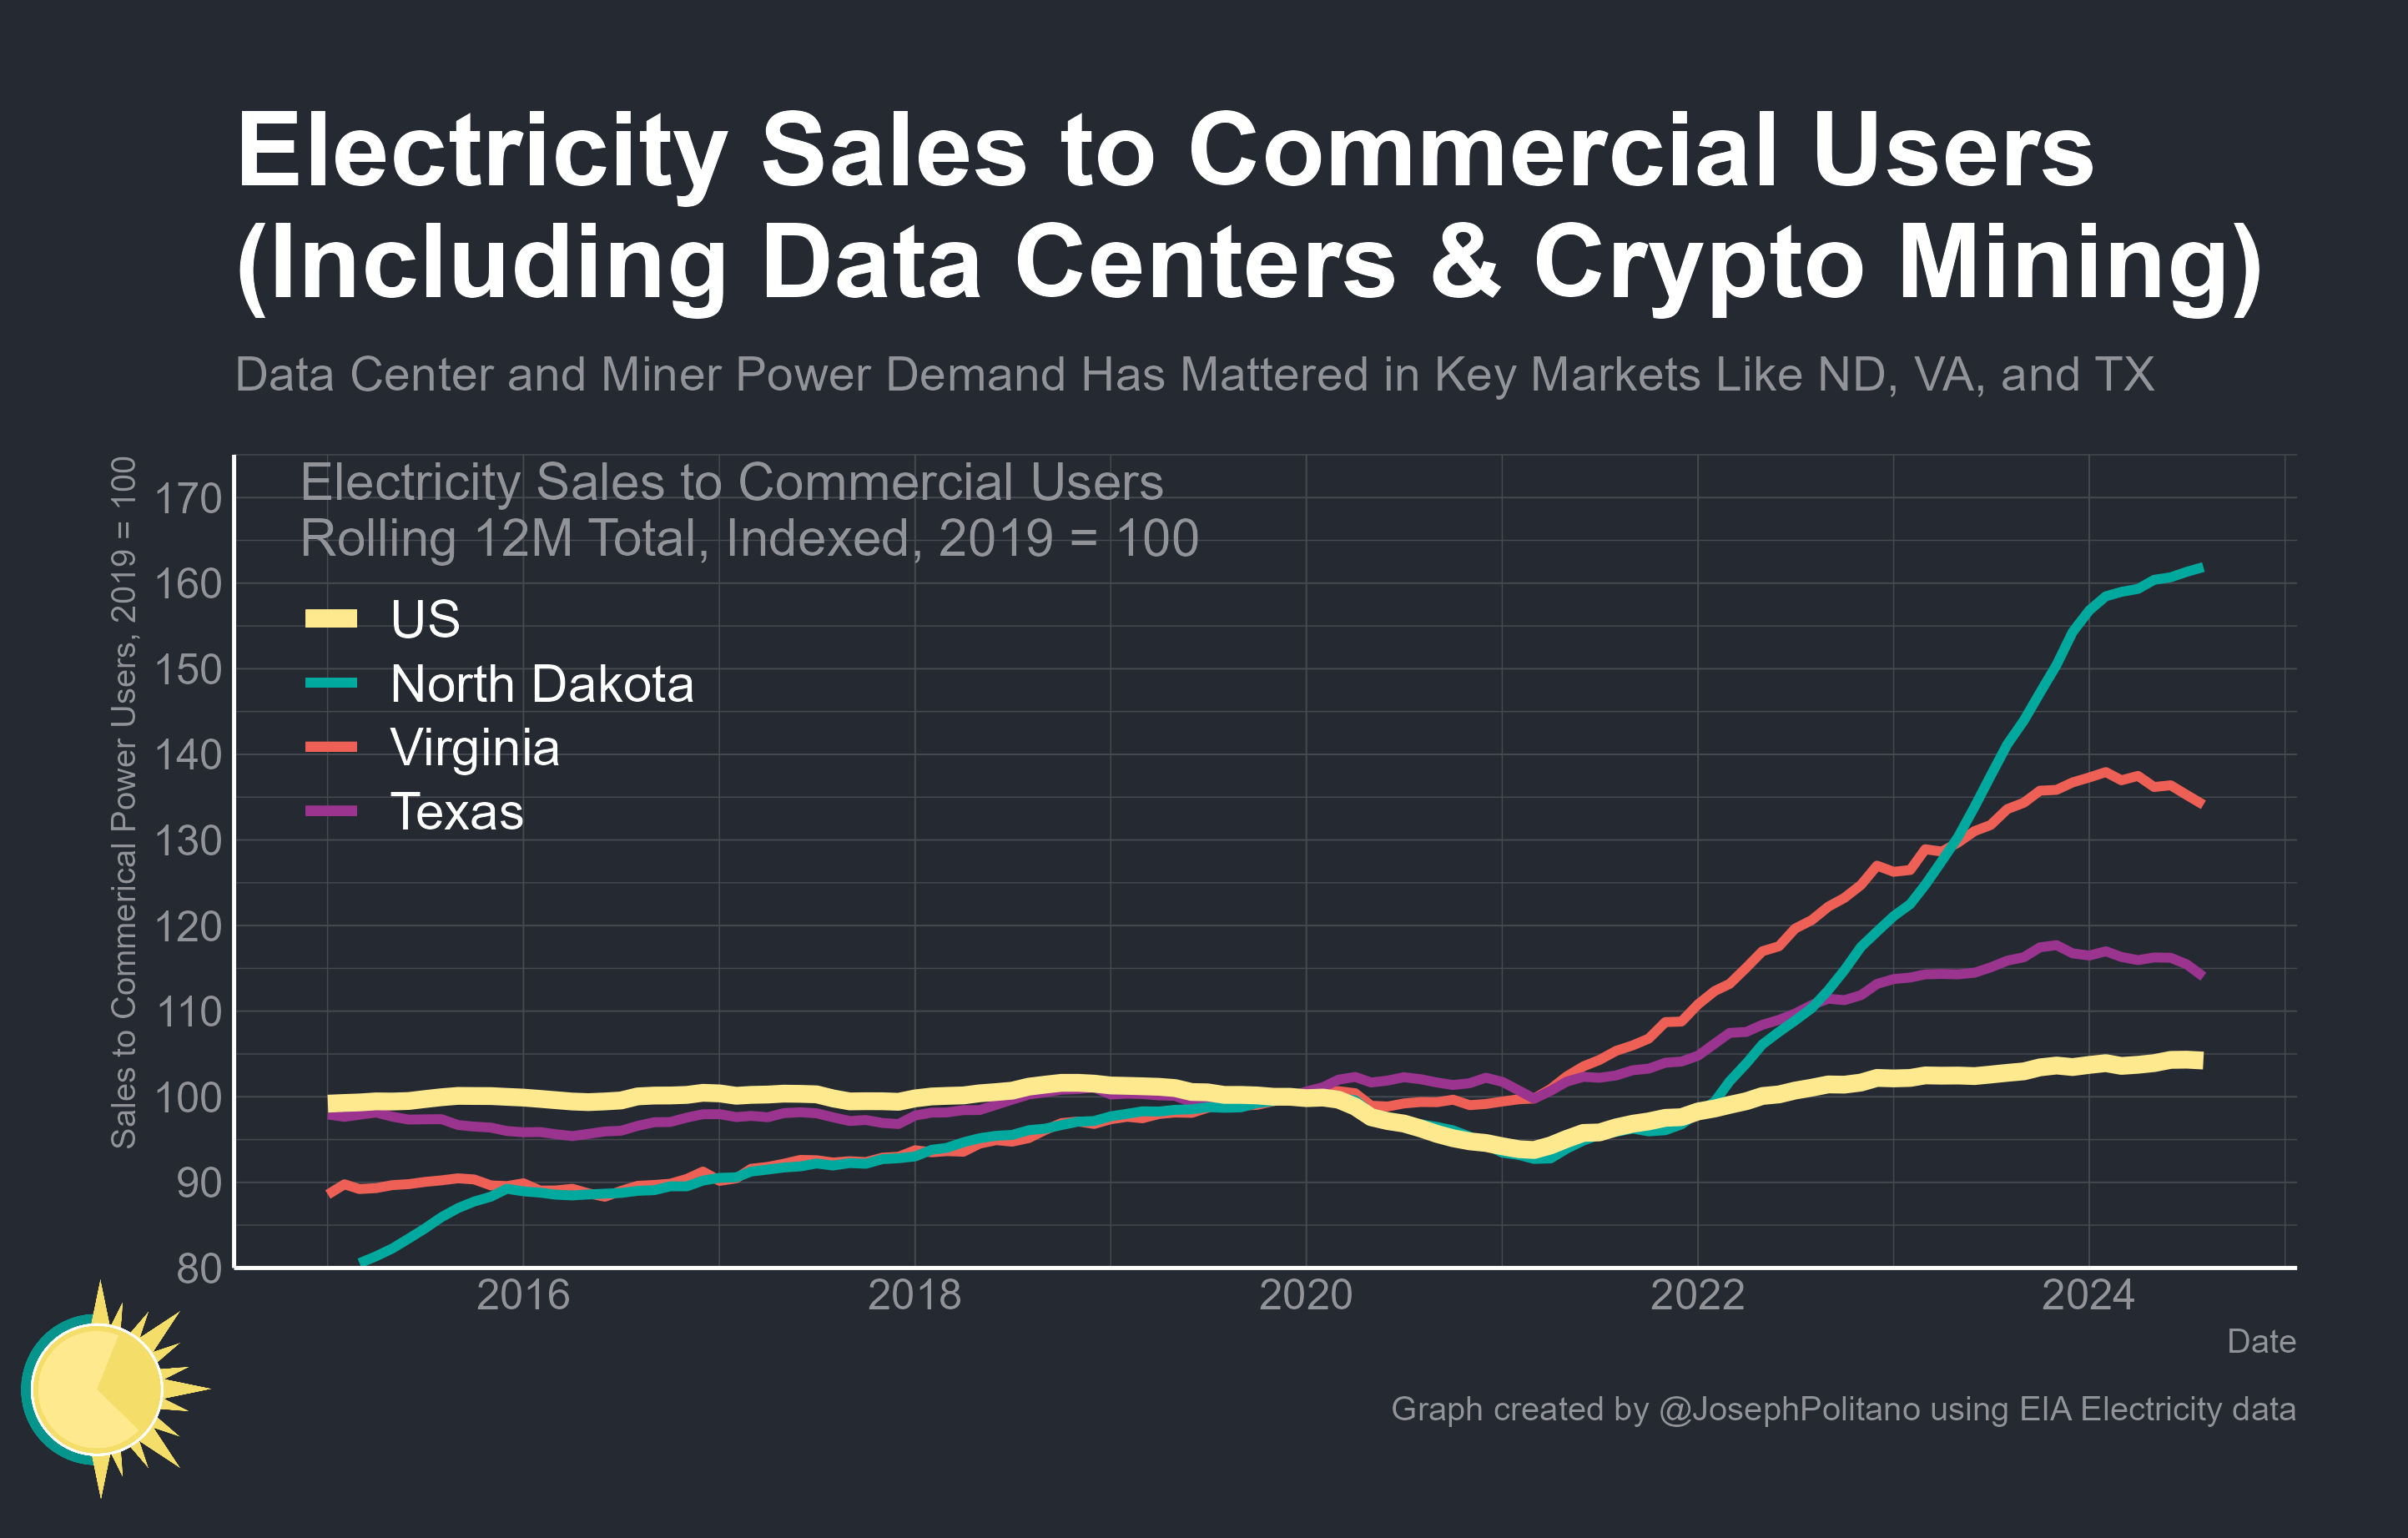 Electricity Sales to Commercial Users
(Including Data Centers & Crypto Mining)
Data Center and Miner Power Demand Has Mattered in Key Markets Like ND, VA, and TX
Sales to Commerical Power Users, 2019 = 100
Electricity Sales to Commercial Users
Rolling 12M Total, Indexed, 2019 = 100
US
North Dakota
Virginia
Texas
170
160
150
140
130
120
110
100
90
80
2016 2018 2020 2022 2024
Date
Graph created by @JosephPolitano using EIA Electricity data